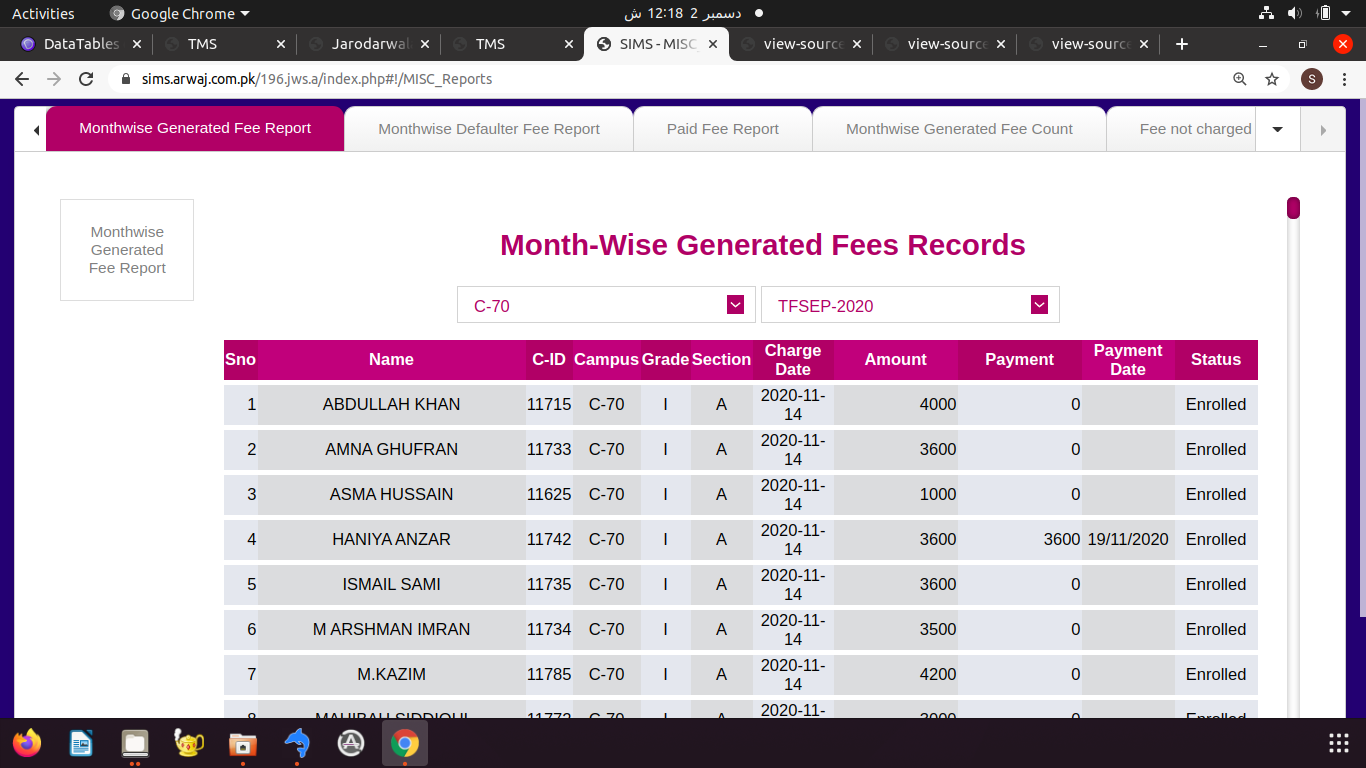 Activities Google Chrome ش 12:18 2 دسمبر
DataTables TMS Jarodarwal TMS SIMS - MISC view-source view-source view-source
sims.arwaj.com.pk/196.jws.a/index.php#!/MISC_Reports S
Monthwise Generated Fee Report Monthwise Defaulter Fee Report Paid Fee Report Monthwise Generated Fee Count Fee not charged
Monthwise
Generated
Fee Report
Month-Wise Generated Fees Records
C-70 TFSEP-2020
Sno Name C-ID Campus Grade Section Charge Date Amount Payment Payment Date Status
1 ABDULLAH KHAN 11715 C-70 I A 2020-11-14 4000 0 Enrolled
2 AMNA GHUFRAN 11733 C-70 I A 2020-11-14 3600 0 Enrolled
3 ASMA HUSSAIN 11625 C-70 I A 2020-11-14 1000 0 Enrolled
4 HANIYA ANZAR 11742 C-70 I A 2020-11-14 3600 3600 19/11/2020 Enrolled
5 ISMAIL SAMI 11735 C-70 I A 2020-11-14 3600 0 Enrolled
6 M ARSHMAN IMRAN 11734 C-70 I A 2020-11-14 3500 0 Enrolled
7 M.KAZIM 11785 C-70 I A 2020-11-14 4200 0 Enrolled
8 MAHIBAH SIDDIQUI C-70 I A 2020-11- 0 Enrolled